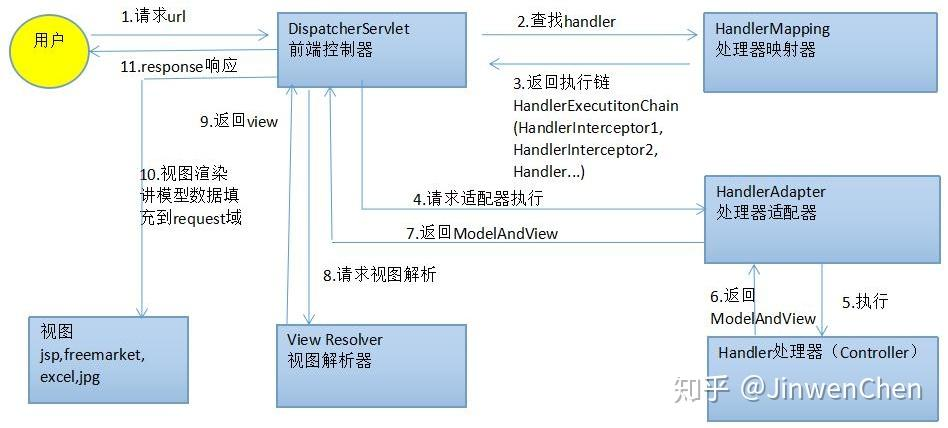 1.请求url
用户
DispatcherServlet
前端控制器
2.查找handler
HandlerMapping
处理器映射器
11.response响应
3.返回执行链
HandlerExecutitonChain
(HandlerInterceptor1,
HandlerInterceptor2,
Handler...)
9.返回view
10.视图渲染
讲模型数据填
充到request域
4.请求适配器执行
HandlerAdapter
处理器适配器
7.返回ModelAndView
8.请求视图解析
6.返回
ModelAndView
5.执行
视图
jsp,freemarket,
excel,jpg
View Resolver
视图解析器
Handler处理器（Controller）
知乎 @JinwenChen